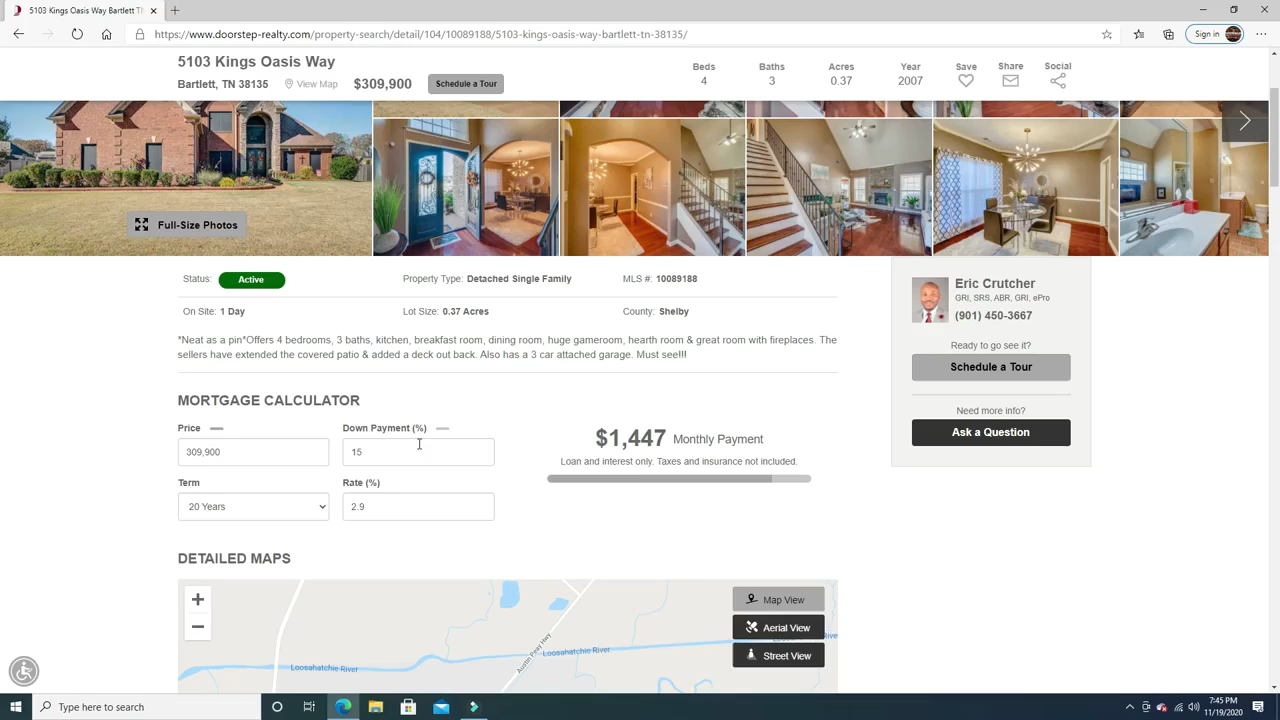 5103 Kings Oasis Way Bartlett TN
https://www.doorstep-realty.com/property-search/detail/104/10089188/5103-kings-oasis-way-bartlett-tn-38135/
Sign in
5103 Kings Oasis Way
Bartlett, TN 38135 View Map $309,900 Schedule a Tour
Beds Baths Acres Year Save Share Social
4 3 0.37 2007
Full-Size Photos
Status: Active Property Type: Detached Single Family MLS #: 10089188
On Site: 1 Day Lot Size: 0.37 Acres County: Shelby
*Neat as a pin*Offers 4 bedrooms, 3 baths, kitchen, breakfast room, dining room, huge gameroom, hearth room & great room with fireplaces. The
sellers have extended the covered patio & added a deck out back. Also has a 3 car attached garage. Must see!!!
Eric Crutcher
GRI, SRS, ABR, GRI, ePro
(901) 450-3667
Ready to go see it?
Schedule a Tour
Need more info?
Ask a Question
MORTGAGE CALCULATOR
Price Down Payment (%)
309,900 15
Term Rate (%)
20 Years 2.9
$1,447 Monthly Payment
Loan and interest only. Taxes and insurance not included.
DETAILED MAPS
Map View
Aerial View
Street View
Loosahatchie River
Austin Peay Hwy
Loosahatchie River
Type here to search
7:45 PM
11/19/2020